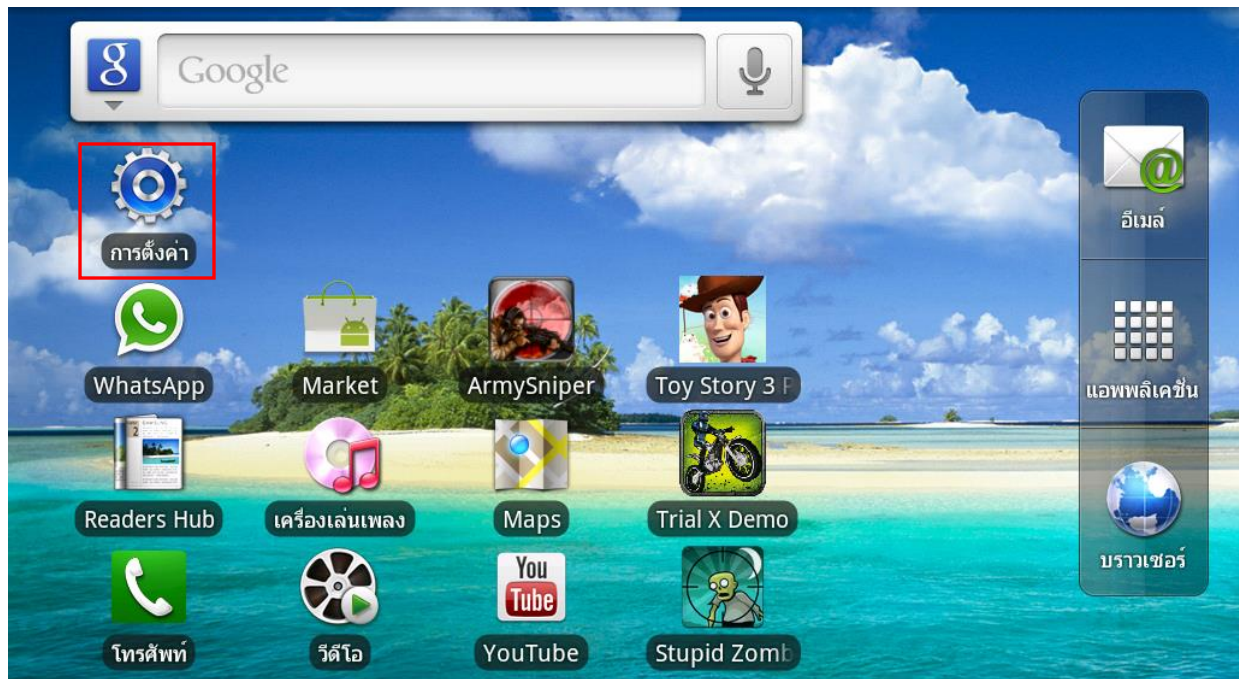 Google
การตั้งค่า
อีเมล์
WhatsApp
Market
ArmySniper
Toy Story 3
แอพพลิเคชั่น
Readers Hub
เครื่องเล่นเพลง
Maps
Trial X Demo
บราวเซอร์
You
Tube
โทรศัพท์
วีดีโอ
YouTube
Stupid Zomb